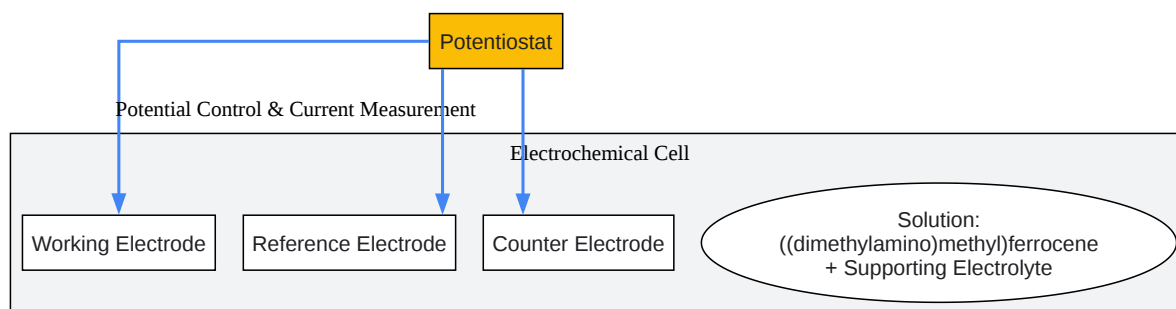 Potentiostat
Potential Control & Current Measurement
Electrochemical Cell
Working Electrode
Reference Electrode
Counter Electrode
Solution:
((dimethylamino)methyl)ferrocene
+ Supporting Electrolyte